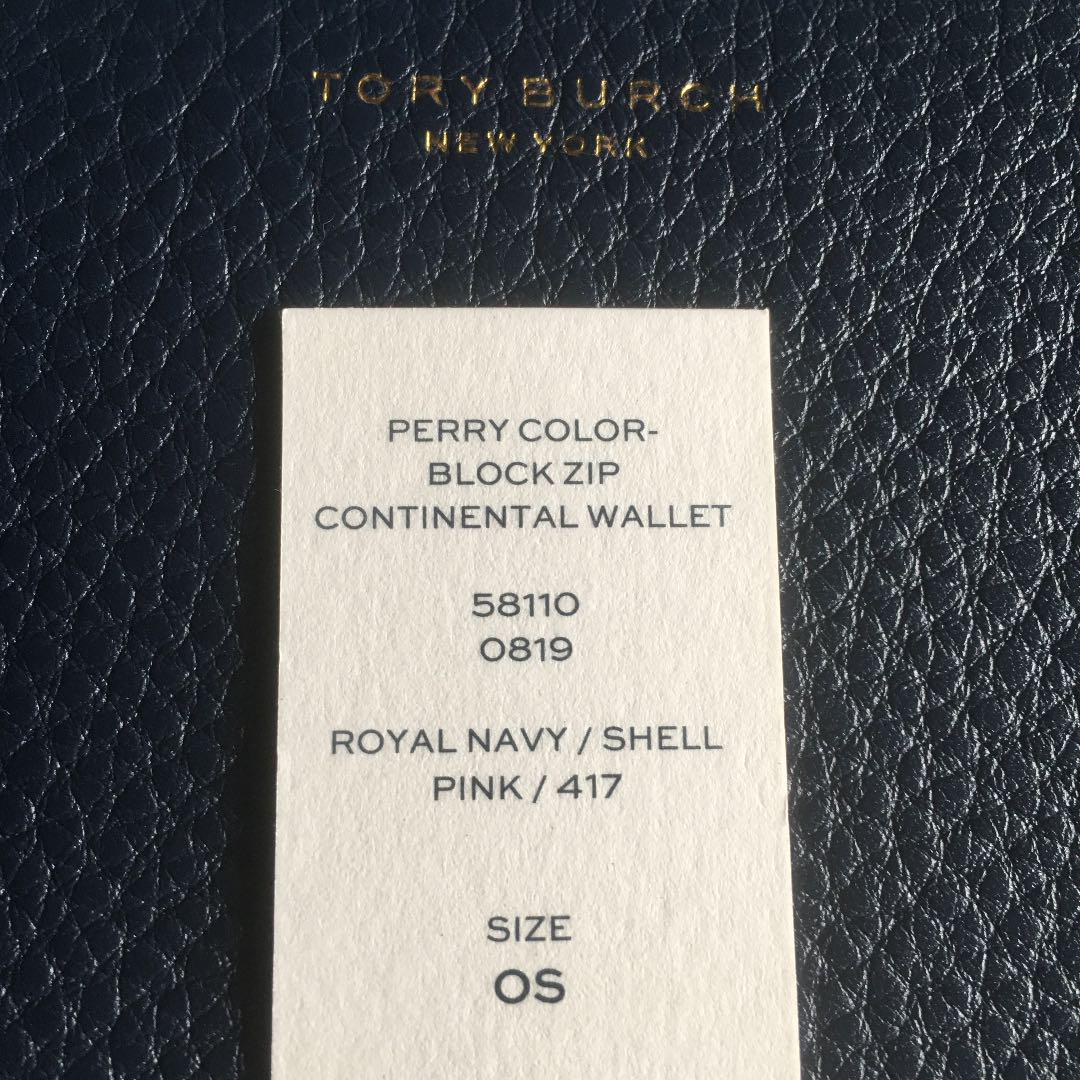 TORY BURCH
NEW YORK
PERRY COLOR-
BLOCK ZIP
CONTINENTAL WALLET
58110
0819
ROYAL NAVY / SHELL
PINK / 417
SIZE
OS